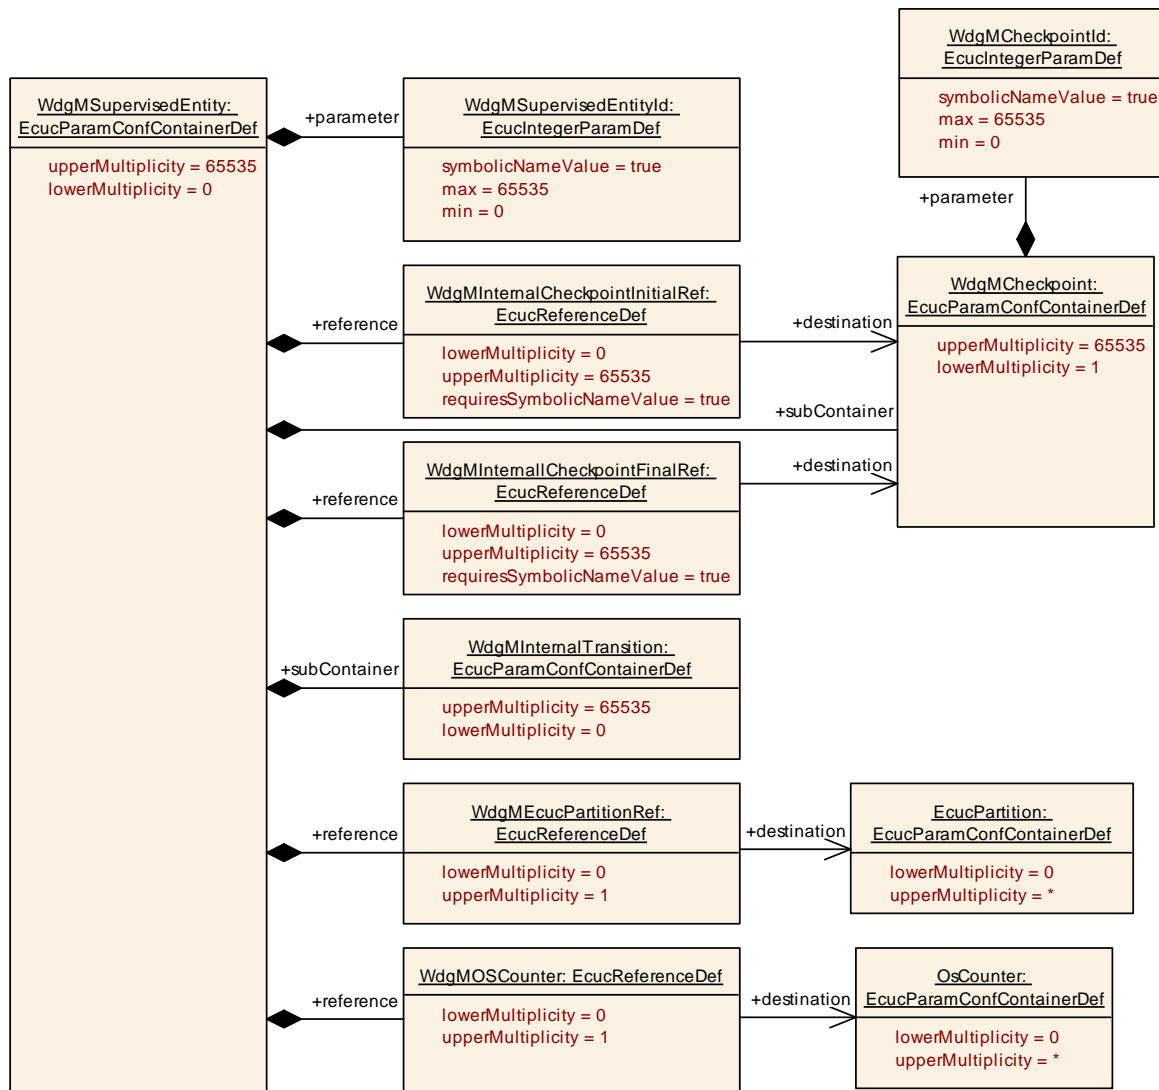 WdgMCheckpointId:
EcucIntegerParamDef
symbolicNameValue = true
max = 65535
min = 0
WdgMSupervisedEntity:
EcucParamConfContainerDef
upperMultiplicity = 65535
lowerMultiplicity = 0
+parameter
WdgMSupervisedEntityId:
EcucIntegerParamDef
symbolicNameValue = true
max = 65535
min = 0
+parameter
WdgMCheckpoint:
EcucParamConfContainerDef
upperMultiplicity = 65535
lowerMultiplicity = 1
+reference
WdgMInternalCheckpointInitialRef:
EcucReferenceDef
lowerMultiplicity = 0
upperMultiplicity = 65535
requiresSymbolicNameValue = true
+destination
+subContainer
+reference
WdgMInternallCheckpointFinalRef:
EcucReferenceDef
lowerMultiplicity = 0
upperMultiplicity = 65535
requiresSymbolicNameValue = true
+destination
+subContainer
WdgMInternalTransition:
EcucParamConfContainerDef
upperMultiplicity = 65535
lowerMultiplicity = 0
+reference
WdgMEcucPartitionRef:
EcucReferenceDef
lowerMultiplicity = 0
upperMultiplicity = 1
+destination
EcucPartition:
EcucParamConfContainerDef
lowerMultiplicity = 0
upperMultiplicity = *
+reference
WdgMOSCounter: EcucReferenceDef
lowerMultiplicity = 0
upperMultiplicity = 1
+destination
OsCounter:
EcucParamConfContainerDef
lowerMultiplicity = 0
upperMultiplicity = *